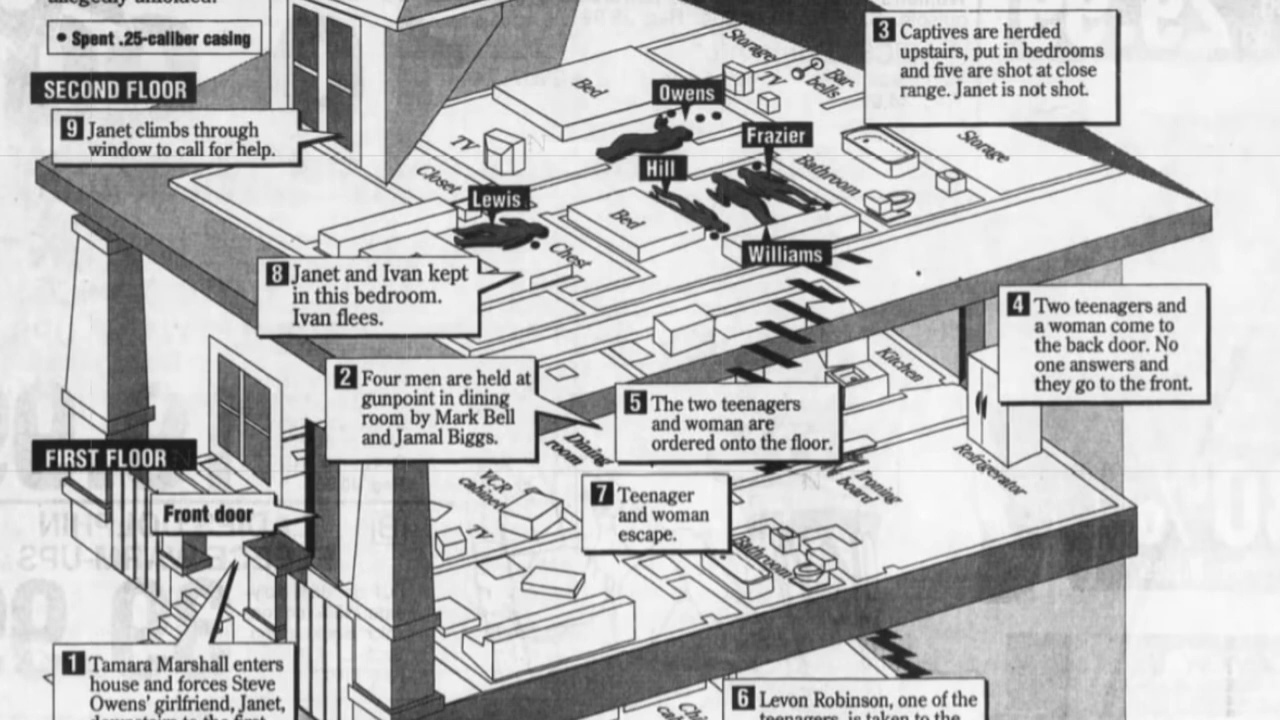 allegedly unfolded.
• Spent .25-caliber casing
SECOND FLOOR
9 Janet climbs through
window to call for help.
3 Captives are herded
upstairs, put in bedrooms
and five are shot at close
range. Janet is not shot.
Storage
TV
Bar-
bells
Bed
Owens
Frazier
TV
Closet
Hill
Lewis
Bed
Bathroom
Storage
Chest
Williams
8 Janet and Ivan kept
in this bedroom.
Ivan flees.
4 Two teenagers and
a woman come to
the back door. No
one answers and
they go to the front.
2 Four men are held at
gunpoint in dining
room by Mark Bell
and Jamal Biggs.
Kitchen
5 The two teenagers
and woman are
ordered onto the floor.
FIRST FLOOR
Dining
room
Refrigerator
VCR
cabinet
Ironing
board
7 Teenager
and woman
escape.
Front door
TV
Bathroom
1 Tamara Marshall enters
house and forces Steve
Owens' girlfriend, Janet,
downstairs to the first
6 Levon Robinson, one of the
teenagers, is taken to the